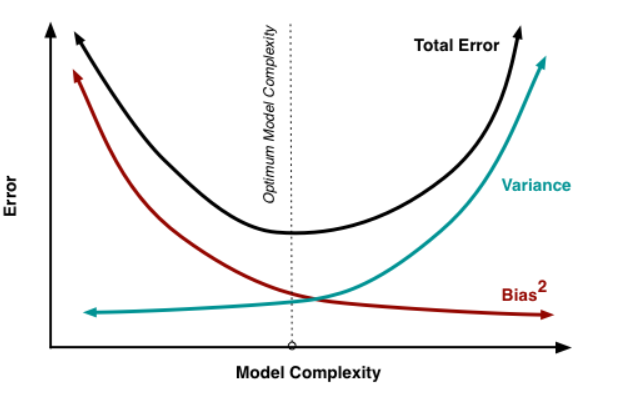 Total Error
Optimum Model Complexity
Variance
Error
Bias2
Model Complexity